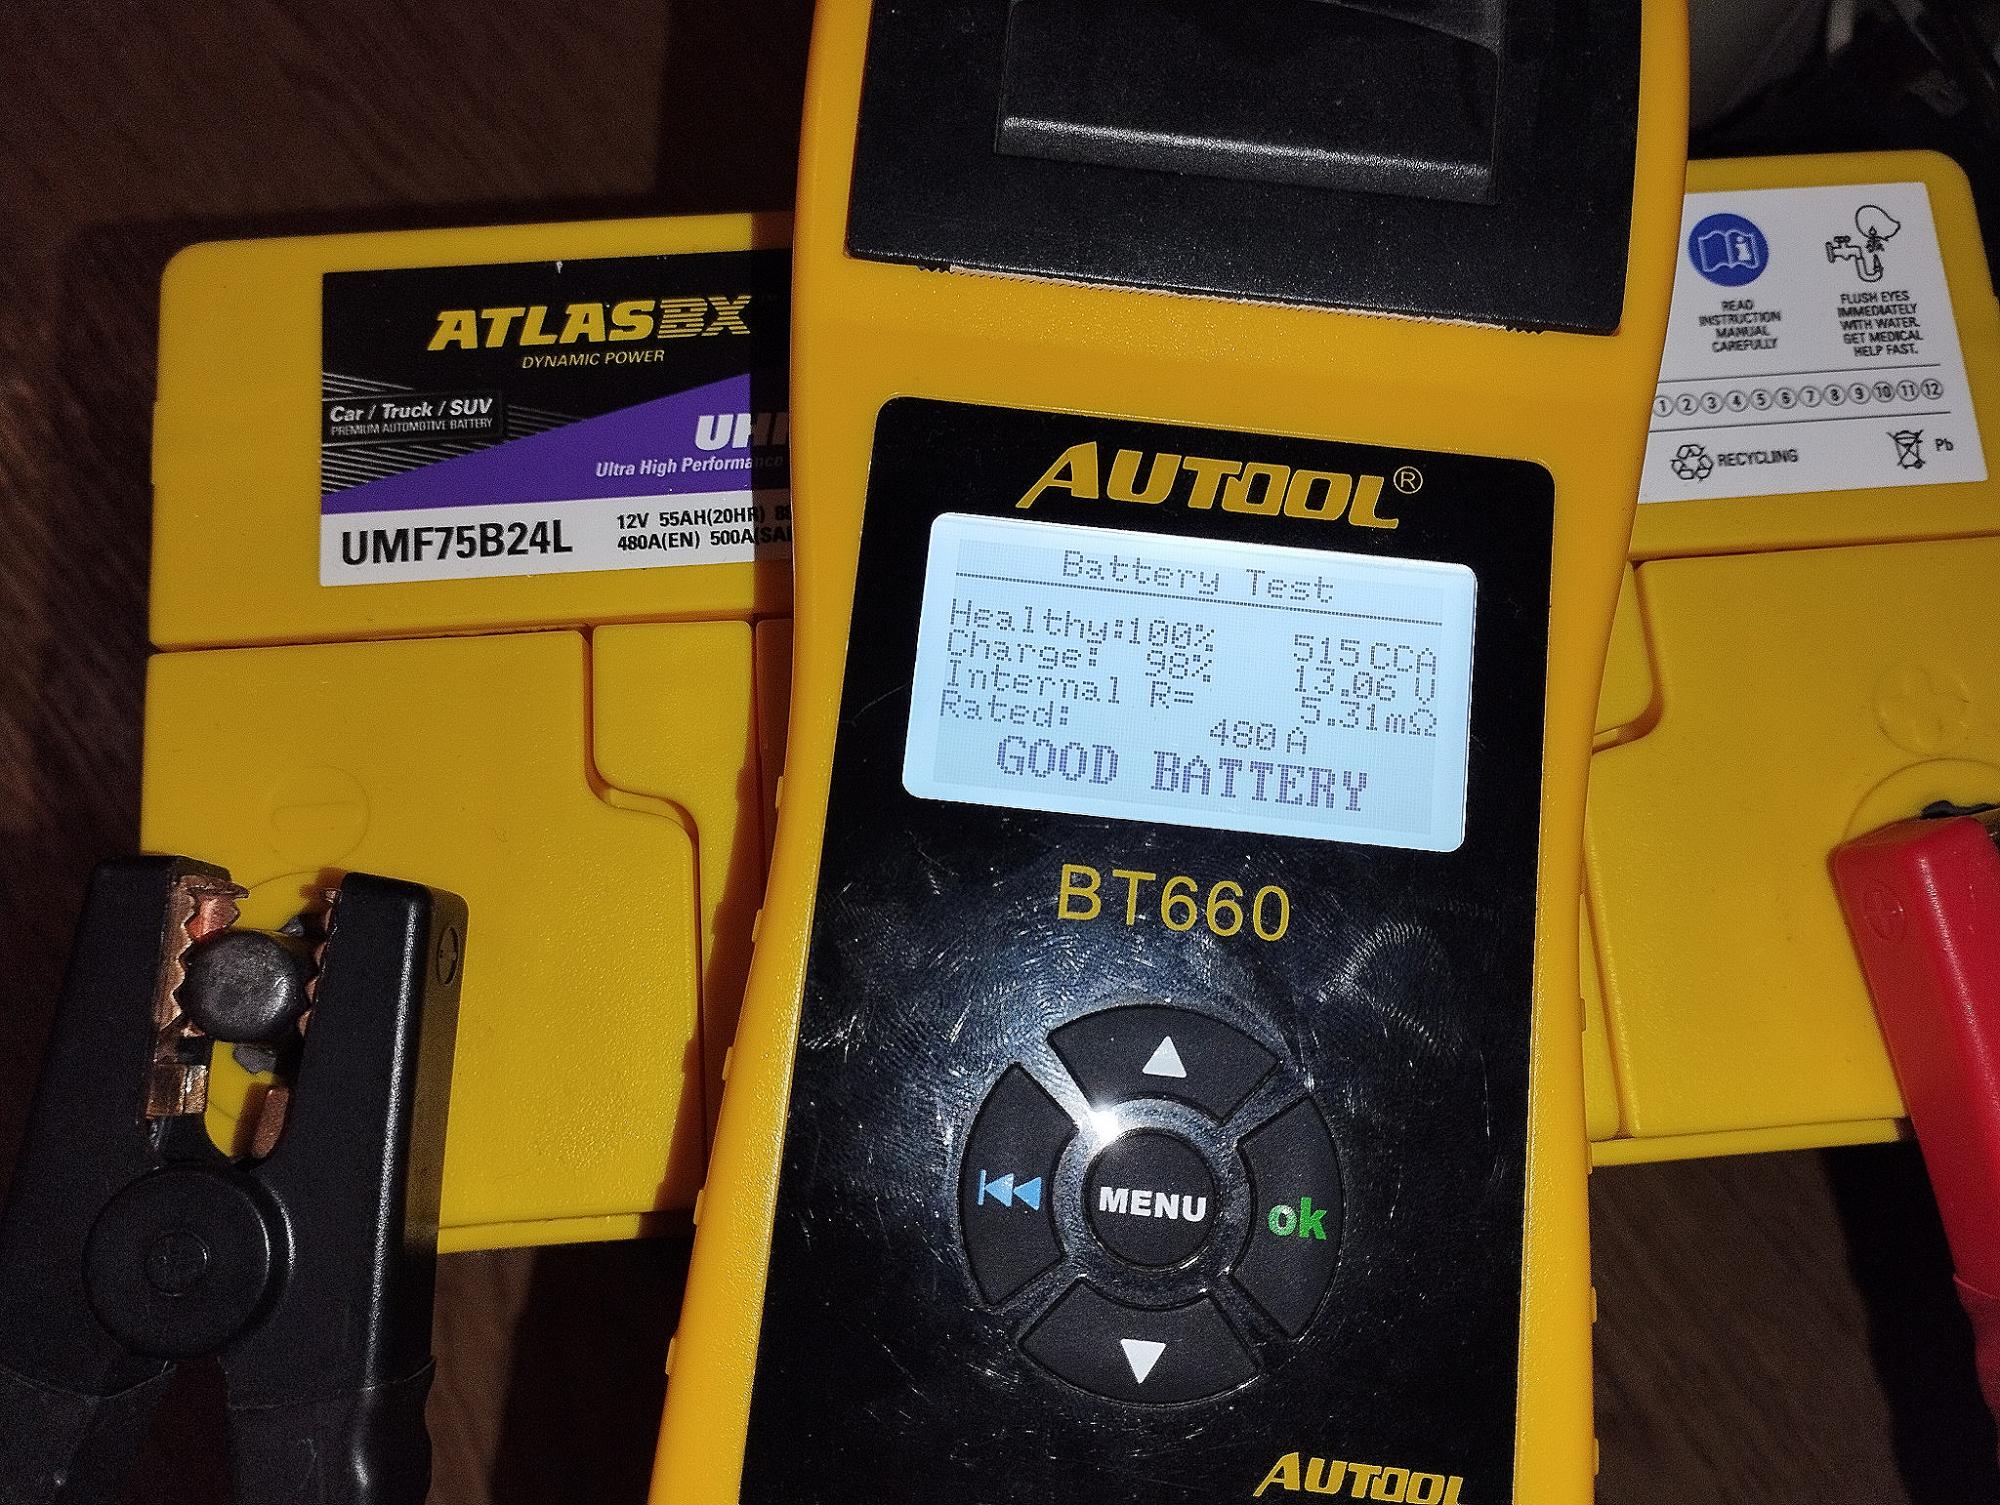 ATLASBX
DYNAMIC POWER
Car / Truck / SUV
PREMIUM AUTOMOTIVE BATTERY
Ultra High Performance
UMF75B24L
12V 55AH(20HR)
480A(EN) 500A
READ
INSTRUCTION
MANUAL
CAREFULLY
FLUSH EYES
IMMEDIATELY
WITH WATER.
GET MEDICAL
HELP FAST.
1 2 3 4 5 6 7 8 9 10 11 12
RECYCLING
Pb
AUTOOL®
Battery Test
Healthy:100% 515CCA
Charge: 98% 13.06V
Internal R= 5.31mΩ
Rated: 480A
GOOD BATTERY
BT660
MENU
ok
AUTOOL